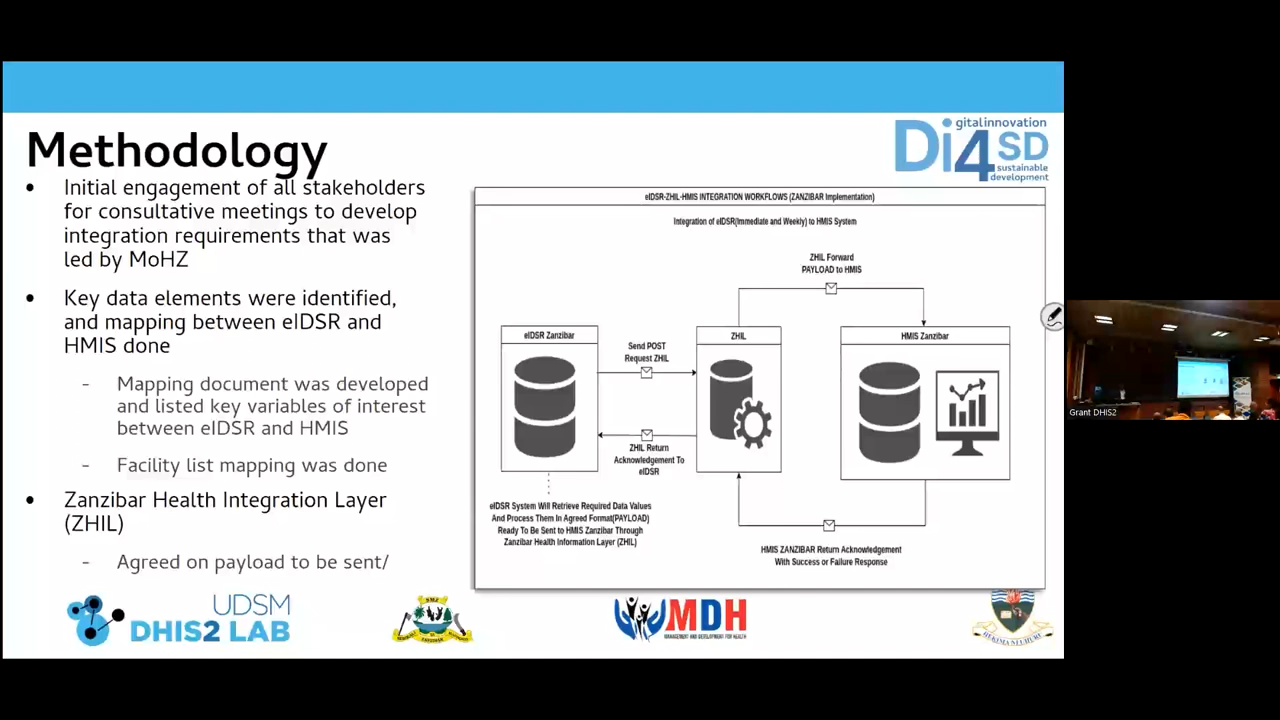 Methodology
• Initial engagement of all stakeholders
for consultative meetings to develop
integration requirements that was
led by MoHZ
• Key data elements were identified,
and mapping between eIDSR and
HMIS done
- Mapping document was developed
and listed key variables of interest
between eIDSR and HMIS
- Facility list mapping was done
• Zanzibar Health Integration Layer
(ZHIL)
- Agreed on payload to be sent/
Di4SD
gitalinnovation
sustainable
development
eIDSR-ZHIL-HMIS INTEGRATION WORKFLOWS (ZANZIBAR Implementation)
Integration of eIDSR(Immediate and Weekly) to HMIS System
ZHIL Forward
PAYLOAD to HMIS
eIDSR Zanzibar
Send POST
Request ZHIL
ZHIL
HMIS Zanzibar
ZHIL Return
Acknowledgement To
eIDSR
eIDSR System Will Retrieve Required Data Values
And Process Them In Agreed Format(PAYLOAD)
Ready To Be Sent to HMIS Zanzibar Through
Zanzibar Health Information Layer (ZHIL)
HMIS ZANZIBAR Return Acknowledgement
With Success or Failure Response
UDSM
DHIS2 LAB
SMZ
MDH
MANAGEMENT AND DEVELOPMENT FOR HEALTH
HEKIMA NI UHURU
Grant DHIS2